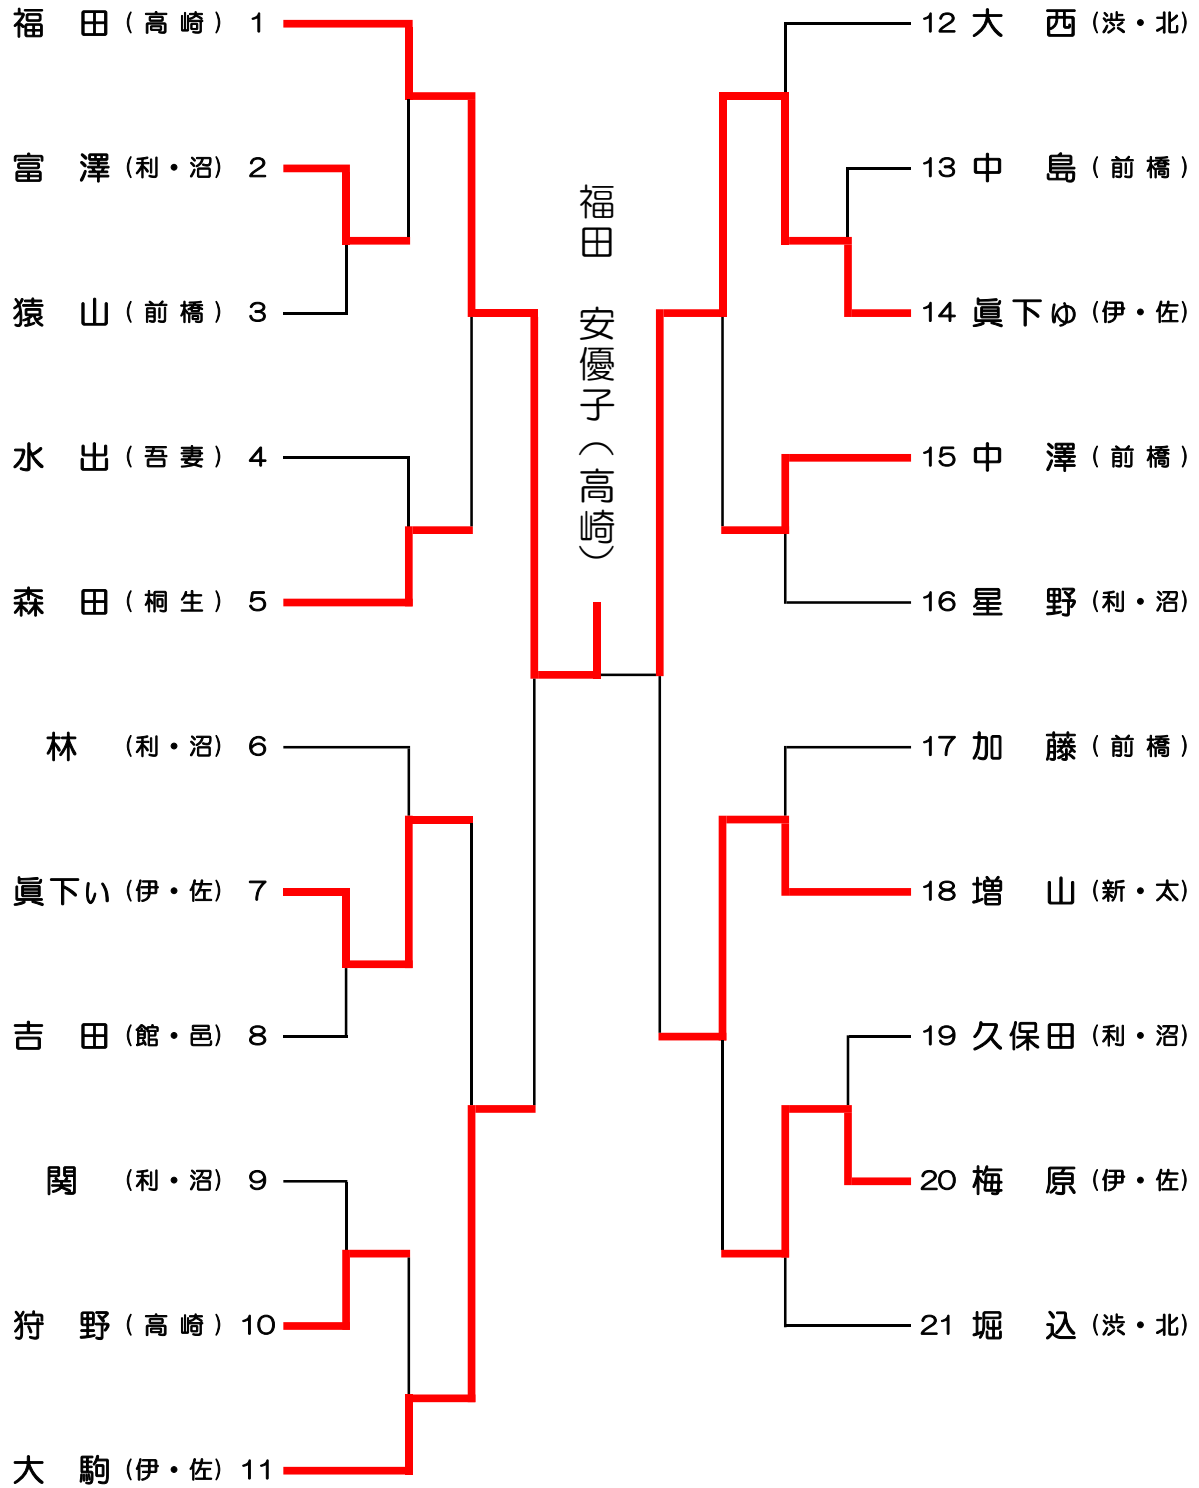 福田(高崎) 1
富澤(利・沼) 2
猿山(前橋) 3
水出(吾妻) 4
森田(桐生) 5
林(利・沼) 6
眞下い(伊・佐) 7
吉田(館・邑) 8
関(利・沼) 9
狩野(高崎) 10
大駒(伊・佐) 11
福田 安優子(高崎)
12 大西(渋・北)
13 中島(前橋)
14 眞下ゅ(伊・佐)
15 中澤(前橋)
16 星野(利・沼)
17 加藤(前橋)
18 増山(新・太)
19 久保田(利・沼)
20 梅原(伊・佐)
21 堀込(渋・北)